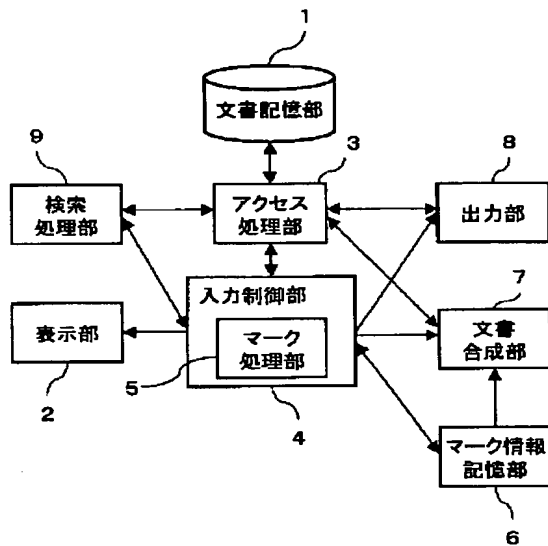 1
文書記憶部
9
3
8
検索
処理部
アクセス
処理部
出力部
入力制御部
7
表示部
マーク
処理部
文書
合成部
2
5
4
マーク情報
記憶部
6